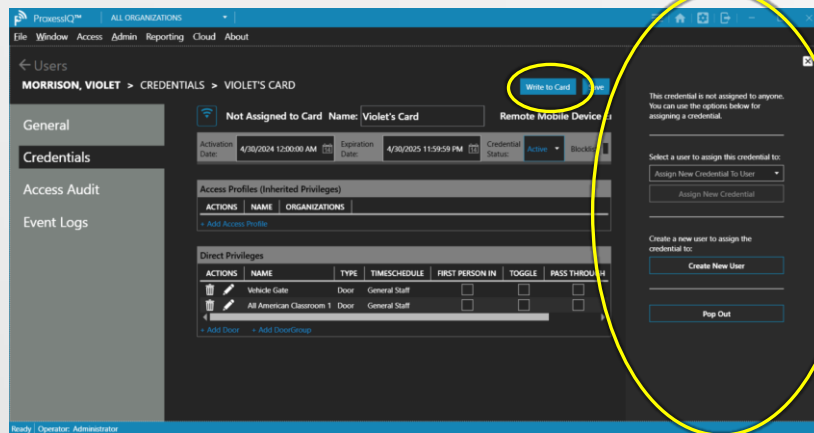 ProxessIQ™ ALL ORGANIZATIONS
File Window Access Admin Reporting Cloud About
Users
MORRISON, VIOLET > CREDENTIALS > VIOLET'S CARD
Write to Card
General
Credentials
Access Audit
Event Logs
Not Assigned to Card Name: Violet's Card Remote Mobile Device
Activation Date: 4/30/2024 12:00:00 AM Expiration Date: 4/30/2025 11:59:59 PM Credential Status: Active
Access Profiles (Inherited Privileges)
ACTIONS NAME ORGANIZATIONS
+ Add Access Profile
Direct Privileges
ACTIONS NAME TYPE TIMESCHEDULE FIRST PERSON IN TOGGLE PASS THROUGH
Vehicle Gate Door General Staff
All American Classroom 1 Door General Staff
+ Add Door + Add DoorGroup
This credential is not assigned to anyone.
You can use the options below for
assigning a credential.
Select a user to assign this credential to:
Assign New Credential To User
Assign New Credential
Create a new user to assign the
credential to:
Create New User
Pop Out
Ready Operator: Administrator